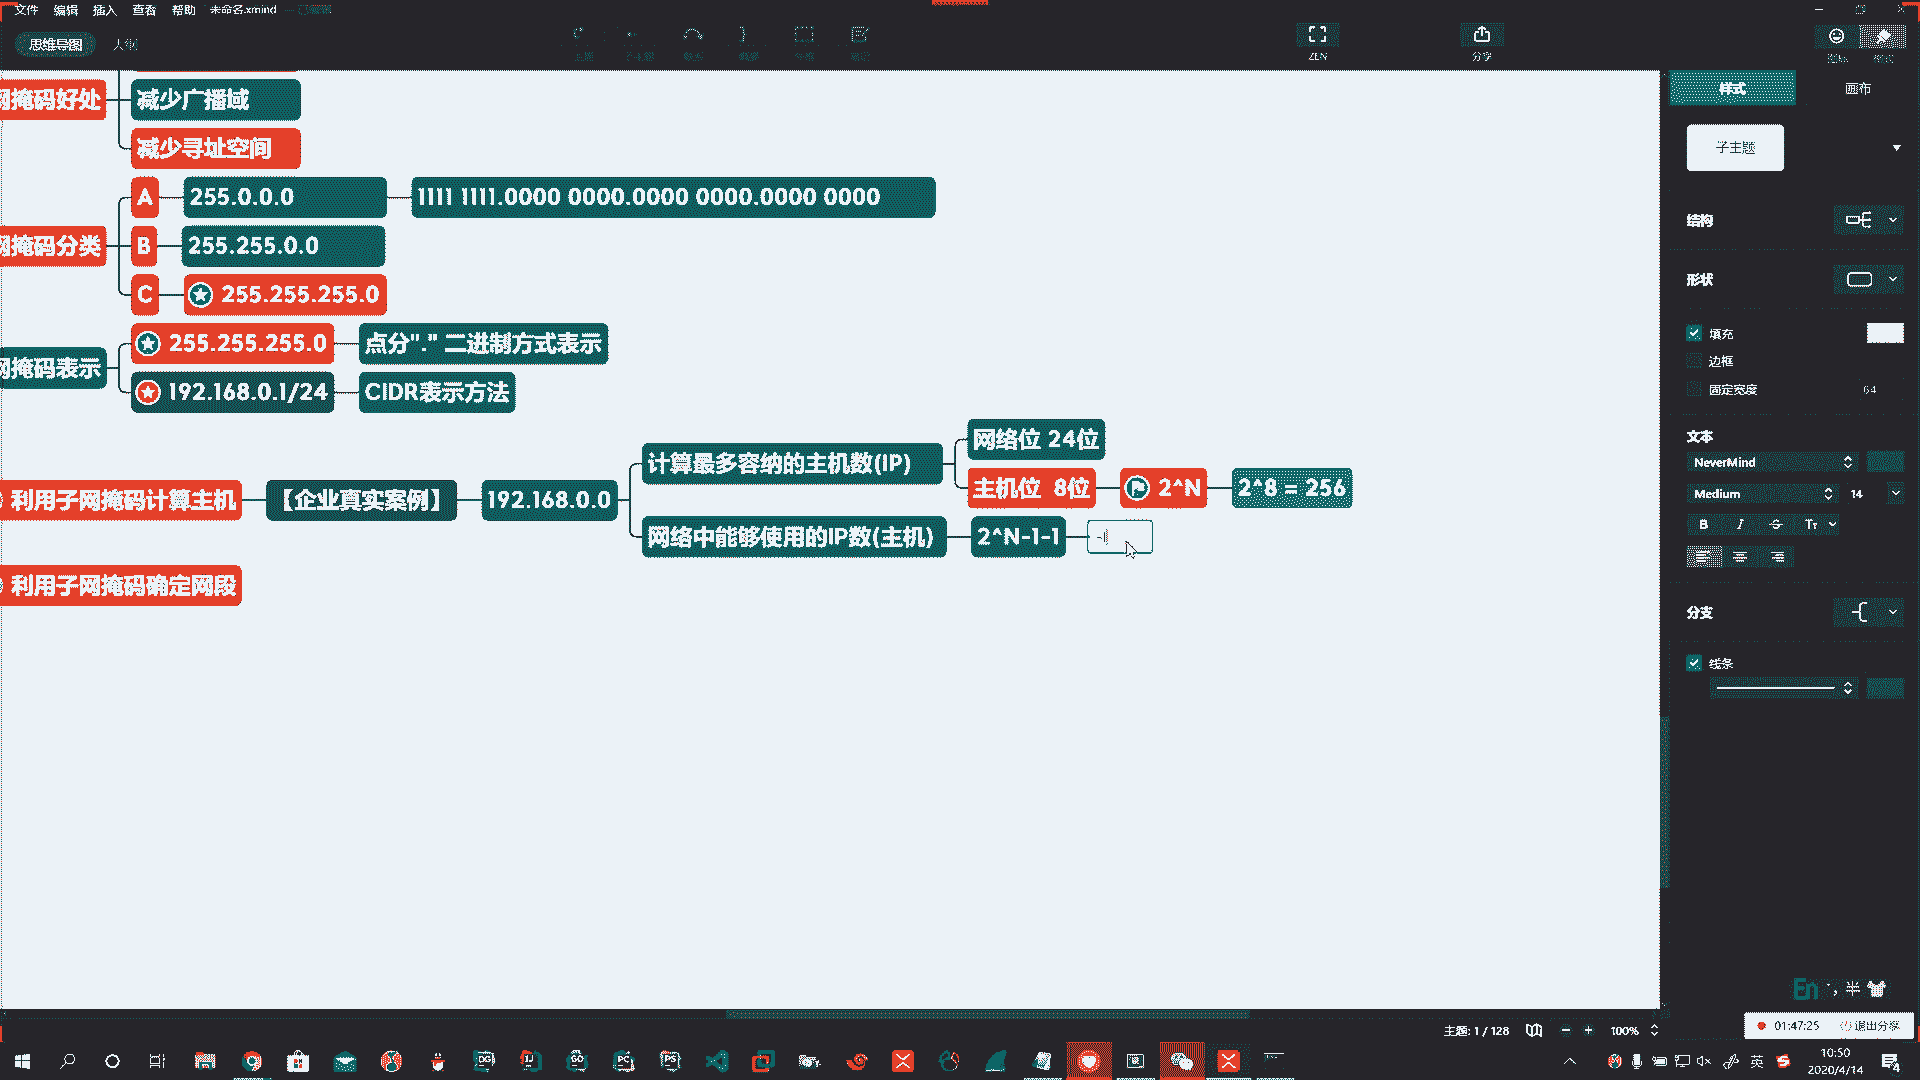 文件 编辑 插入 查看 帮助 未命名.xmind
思维导图 大纲
ZEN
分享
样式 画布
网掩码好处
减少广播域
减少寻址空间
网掩码分类
A 255.0.0.0 1111 1111.0000 0000.0000 0000.0000 0000
B 255.255.0.0
C 255.255.255.0
网掩码表示
255.255.255.0 点分"." 二进制方式表示
192.168.0.1/24 CIDR表示方法
利用子网掩码计算主机 【企业真实案例】 192.168.0.0
计算最多容纳的主机数(IP)
网络位 24位
主机位 8位 2^N 2^8 = 256
网络中能够使用的IP数(主机) 2^N-1-1
利用子网掩码确定网段
子主题
结构
形状
填充
边框
固定宽度 64
文本
NeverMind
Medium 14
B I S Tт
分支
线条
En
半
主题: 1 / 128 100%
01:47:25 退出分享
DG IJ GO PC PS
英
10:50
2020/4/14